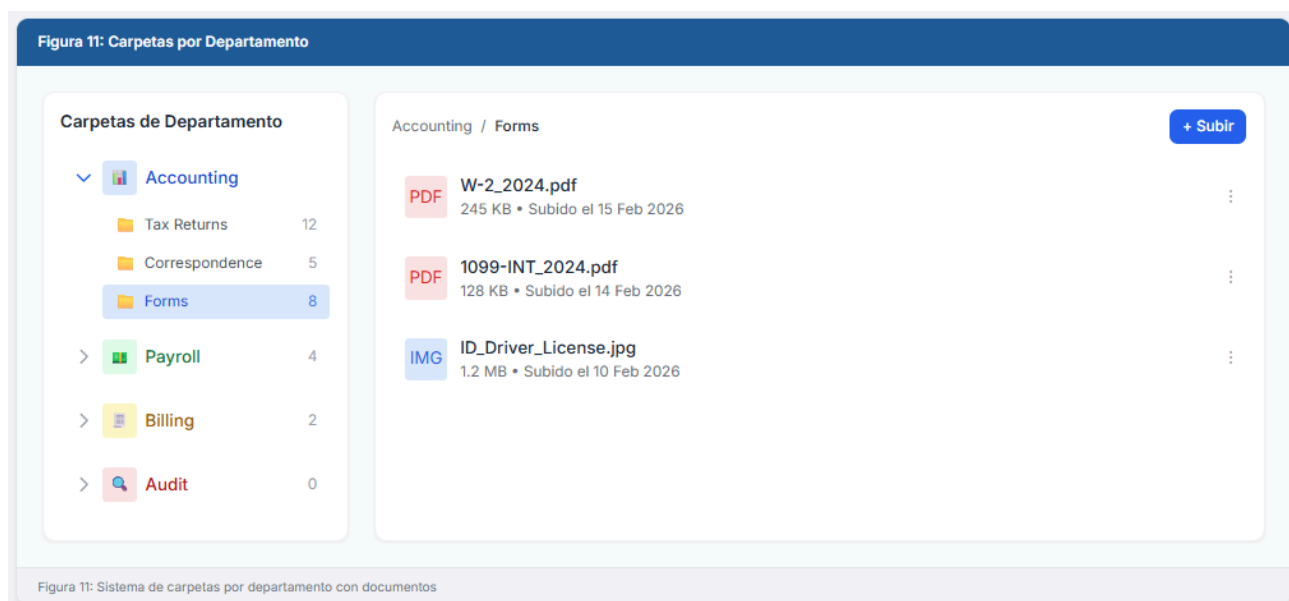 Figura 11: Carpetas por Departamento
Carpetas de Departamento
Accounting
Tax Returns 12
Correspondence 5
Forms 8
Payroll 4
Billing 2
Audit 0
Accounting / Forms
+ Subir
PDF
W-2_2024.pdf
245 KB • Subido el 15 Feb 2026
PDF
1099-INT_2024.pdf
128 KB • Subido el 14 Feb 2026
IMG
ID_Driver_License.jpg
1.2 MB • Subido el 10 Feb 2026
Figura 11: Sistema de carpetas por departamento con documentos